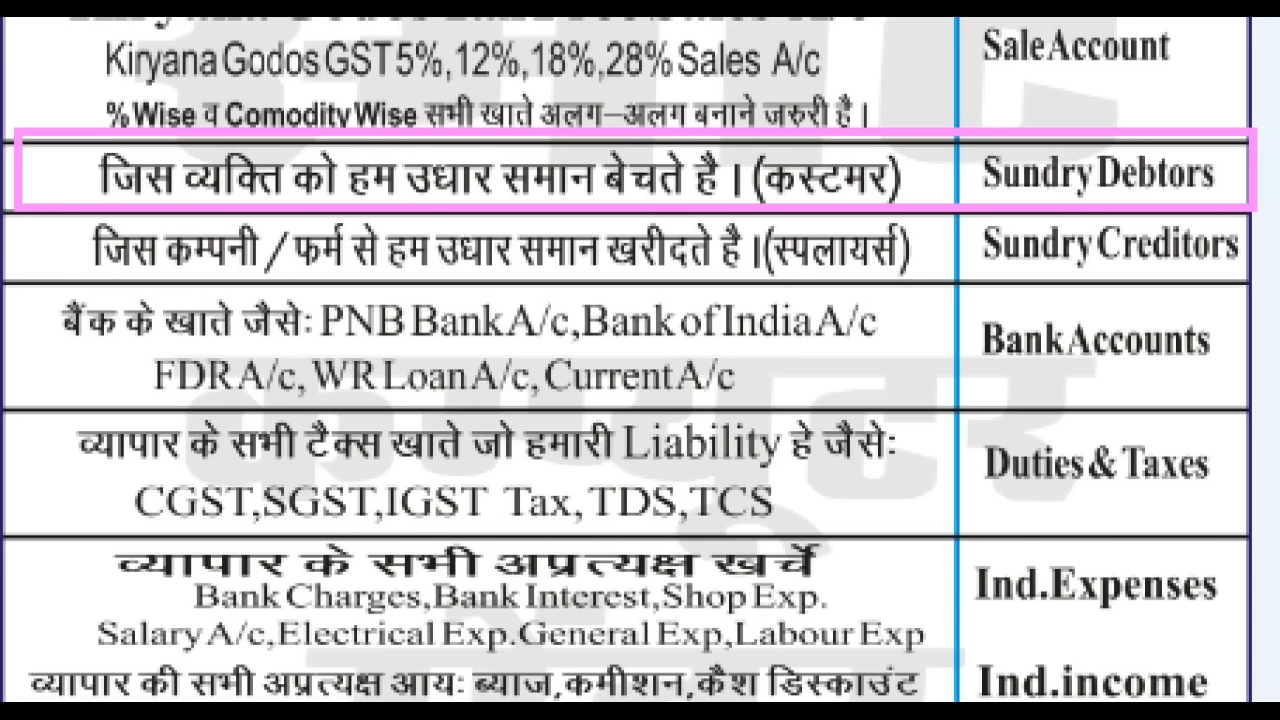 Kiryana Godos GST 5%, 12%, 18%, 28% Sales A/c
Sale Account
% Wise व Comodity Wise सभी खाते अलग–अलग बनाने जरुरी है।
जिस व्यक्ति को हम उधार समान बेचते है। (कस्टमर)
Sundry Debtors
जिस कम्पनी / फर्म से हम उधार समान खरीदते है।(स्पलायर्स)
Sundry Creditors
बैंक के खाते जैसेः PNB Bank A/c, Bank of India A/c
FDR A/c, WR Loan A/c, Current A/c
Bank Accounts
व्यापार के सभी टैक्स खाते जो हमारी Liability हे जैसेः
CGST,SGST,IGST Tax, TDS,TCS
Duties & Taxes
व्यापार के सभी अप्रत्यक्ष खर्चे
Bank Charges,Bank Interest,Shop Exp.
Salary A/c,Electrical Exp.General Exp,Labour Exp
Ind.Expenses
व्यापार की सभी अप्रत्यक्ष आयः ब्याज,कमीशन,कैश डिस्काउंट
Ind.income